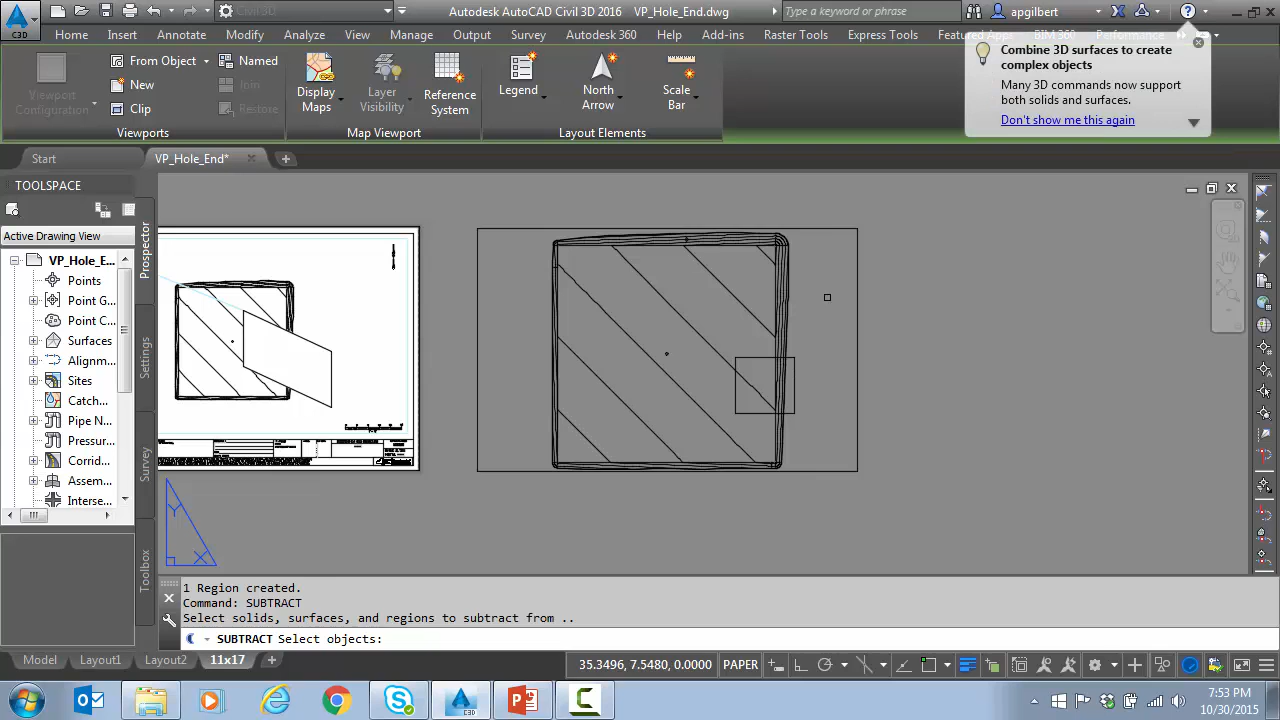 C3D
Civil 3D
Autodesk AutoCAD Civil 3D 2016 VP_Hole_End.dwg
Type a keyword or phrase
apgilbert
Home Insert Annotate Modify Analyze View Manage Output Survey Autodesk 360 Help Add-ins Raster Tools Express Tools Featured Apps BIM 360 Performance
Viewport Configuration
From Object
New
Clip
Named
Join
Restore
Viewports
Display Maps
Layer Visibility
Reference System
Map Viewport
Legend
North Arrow
Scale Bar
Layout Elements
Combine 3D surfaces to create
complex objects
Many 3D commands now support
both solids and surfaces.
Don't show me this again
Start
VP_Hole_End*
TOOLSPACE
Active Drawing View
VP_Hole_E...
Points
Point G...
Point C...
Surfaces
Alignm...
Sites
Catch...
Pipe N...
Pressur...
Corrid...
Assem...
Interse...
Prospector
Settings
Survey
Toolbox
Y
X
1 Region created.
Command: SUBTRACT
Select solids, surfaces, and regions to subtract from ..
SUBTRACT Select objects:
Model Layout1 Layout2 11x17
35.3496, 7.5480, 0.0000 PAPER
C3D
7:53 PM
10/30/2015